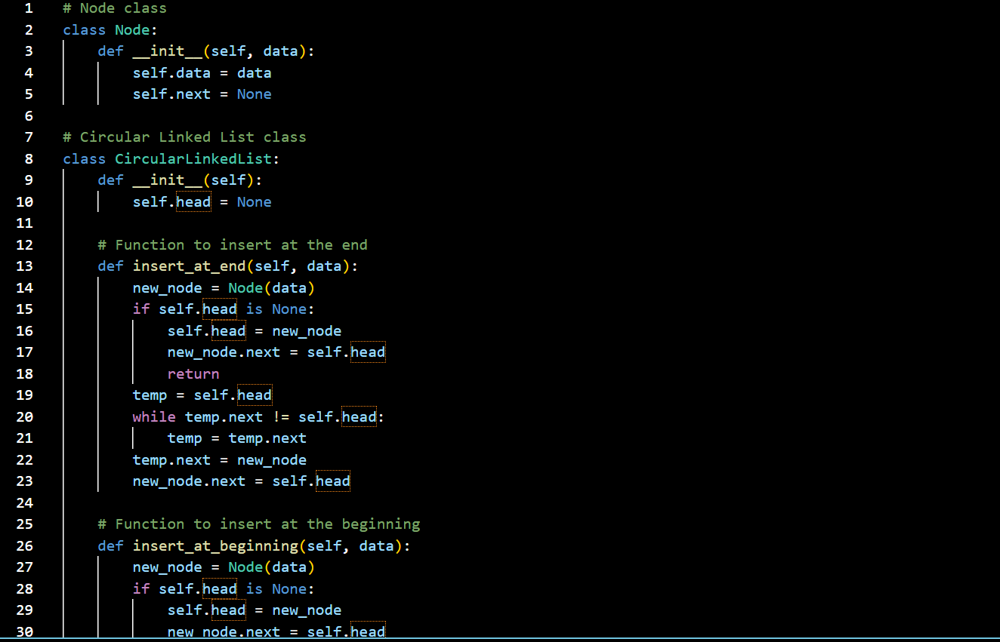 1 # Node class
2 class Node:
3     def __init__(self, data):
4         self.data = data
5         self.next = None
6
7 # Circular Linked List class
8 class CircularLinkedList:
9     def __init__(self):
10         self.head = None
11
12     # Function to insert at the end
13     def insert_at_end(self, data):
14         new_node = Node(data)
15         if self.head is None:
16             self.head = new_node
17             new_node.next = self.head
18             return
19         temp = self.head
20         while temp.next != self.head:
21             temp = temp.next
22         temp.next = new_node
23         new_node.next = self.head
24
25     # Function to insert at the beginning
26     def insert_at_beginning(self, data):
27         new_node = Node(data)
28         if self.head is None:
29             self.head = new_node
30             new_node.next = self.head